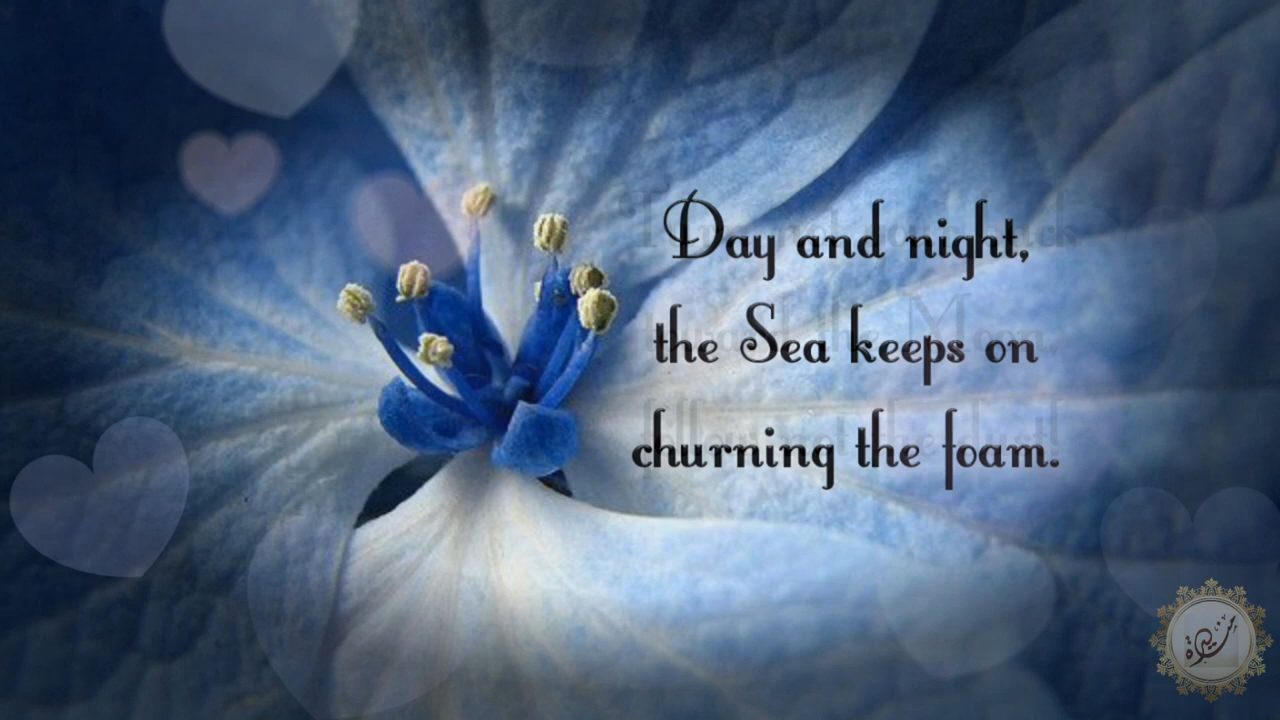 Day and night,
the Sea keeps on
churning the foam.